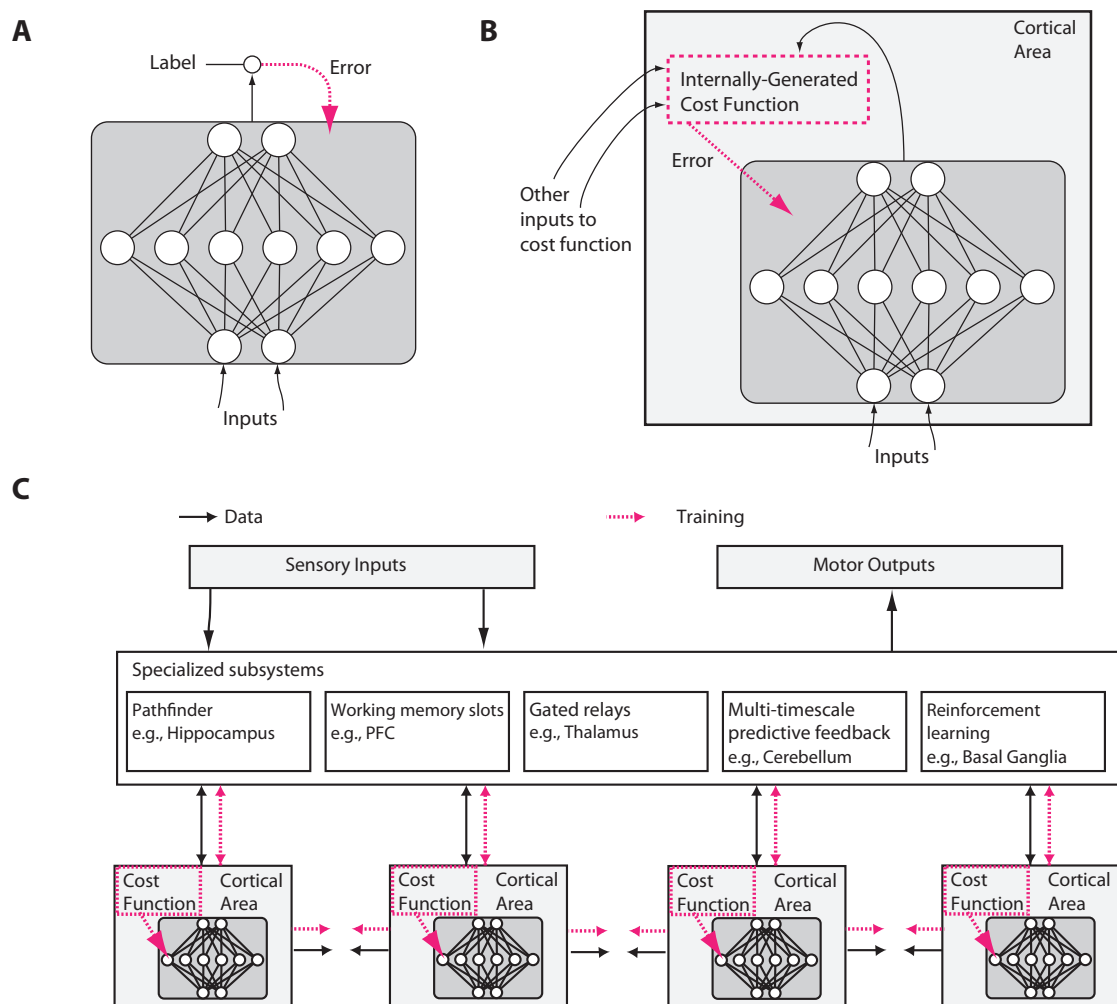 A
Label
Error
Inputs
B
Cortical
Area
Internally-Generated
Cost Function
Error
Other
inputs to
cost function
Inputs
C
Data
Training
Sensory Inputs
Motor Outputs
Specialized subsystems
Pathfinder
e.g., Hippocampus
Working memory slots
e.g., PFC
Gated relays
e.g., Thalamus
Multi-timescale
predictive feedback
e.g., Cerebellum
Reinforcement
learning
e.g., Basal Ganglia
Cost
Function
Cortical
Area
Cost
Function
Cortical
Area
Cost
Function
Cortical
Area
Cost
Function
Cortical
Area